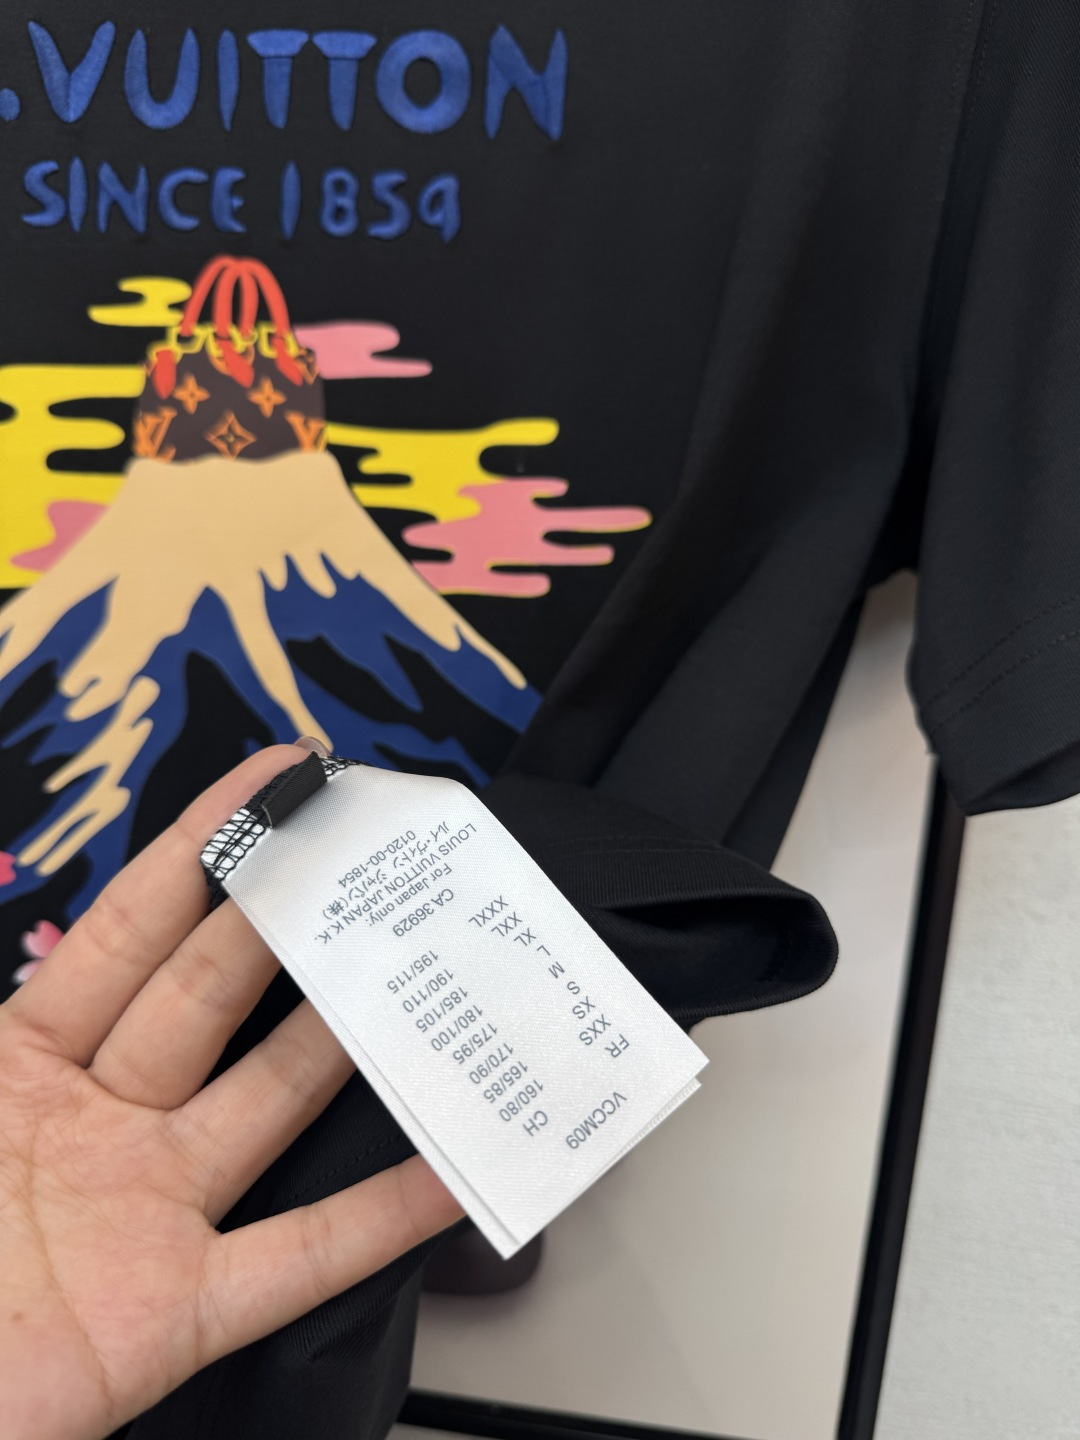 .VUITTON
SINCE 1859
VCCM09
FR CH
XXS 160/80
XS 165/85
S 170/90
M 175/95
L 180/100
XL 185/105
XXL 190/110
XXXL 195/115
CA 36929
For Japan only:
LOUIS VUITTON JAPAN K.K.
ルイ・ヴィトン ジャパン(株)
0120-00-1854